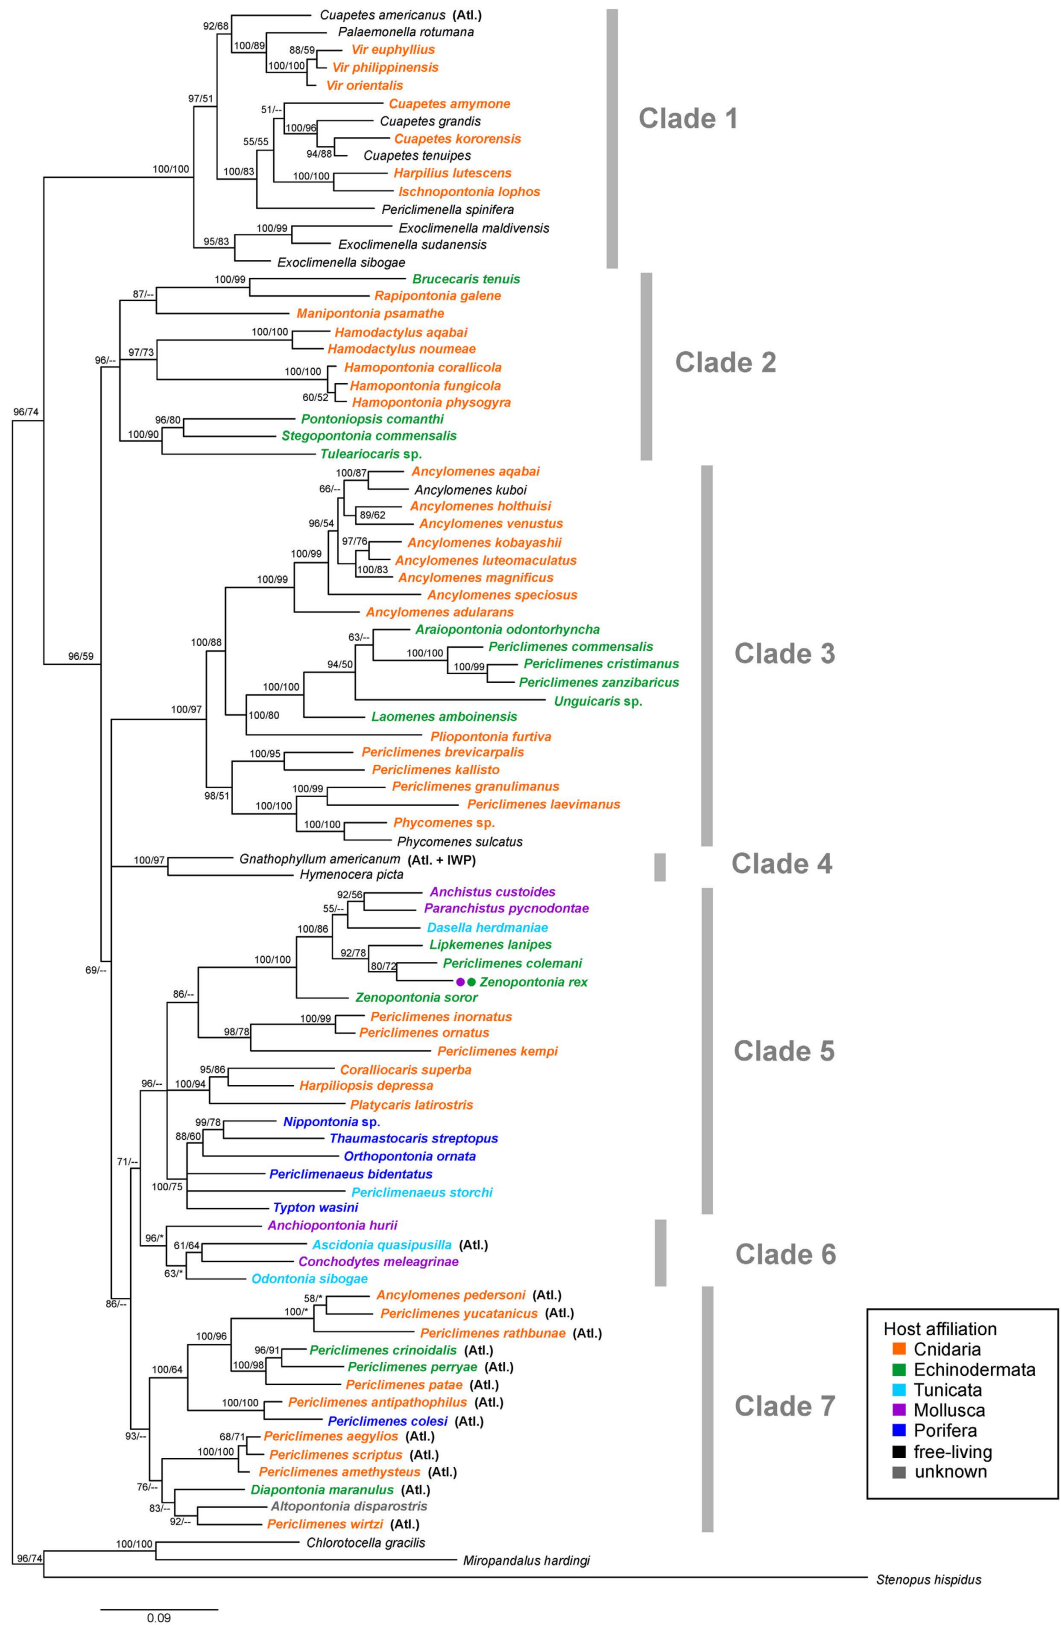 Cuapetes americanus (Atl.)
92/68
Palaemonella rotumana
100/89
88/59
Vir euphyllius
100/100
Vir philippinensis
Vir orientalis
97/51
51/--
Cuapetes amymone
Clade 1
100/96
Cuapetes grandis
55/55
Cuapetes kororensis
94/88
Cuapetes tenuipes
100/100
100/83
100/100
Harpilius lutescens
Ischnopontonia lophos
Periclimenella spinifera
100/99
Exoclimenella maldivensis
95/83
Exoclimenella sudanensis
Exoclimenella sibogae
100/99
Brucecaris tenuis
87/--
Rapipontonia galene
Manipontonia psamathe
100/100
Hamodactylus aqabai
97/73
Hamodactylus noumeae
96/--
Clade 2
100/100
Hamopontonia corallicola
Hamopontonia fungicola
60/52
Hamopontonia physogyra
96/74
96/80
Pontoniopsis comanthi
100/90
Stegopontonia commensalis
Tuleariocaris sp.
100/87
Ancylomenes aqabai
66/--
Ancylomenes kuboi
Ancylomenes holthuisi
96/54
89/62
Ancylomenes venustus
97/76
Ancylomenes kobayashii
100/99
Ancylomenes luteomaculatus
100/83
100/99
Ancylomenes magnificus
Ancylomenes speciosus
Ancylomenes adularans
Araiopontonia odontorhyncha
63/--
100/88
Periclimenes commensalis
100/100
Clade 3
96/59
94/50
100/99
Periclimenes cristimanus
Periclimenes zanzibaricus
100/100
Unguicaris sp.
100/97
100/80
Laomenes amboinensis
Pliopontonia furtiva
100/95
Periclimenes brevicarpalis
Periclimenes kallisto
100/99
Periclimenes granulimanus
98/51
100/100
Periclimenes laevimanus
100/100
Phycomenes sp.
Phycomenes sulcatus
100/97
Gnathophyllum americanum (Atl. + IWP)
Clade 4
Hymenocera picta
92/56
Anchistus custoides
55/--
Paranchistus pycnodontae
100/86
Dasella herdmaniae
92/78
Lipkemenes lanipes
100/100
80/72
Periclimenes colemani
69/--
Zenopontonia rex
86/--
Zenopontonia soror
100/99
Periclimenes inornatus
98/78
Periclimenes ornatus
Periclimenes kempi
Clade 5
95/86
Coralliocaris superba
96/--
100/94
Harpiliopsis depressa
Platycaris latirostris
99/78
Nippontonia sp.
88/60
Thaumastocaris streptopus
71/--
Orthopontonia ornata
Periclimenaeus bidentatus
100/75
Periclimenaeus storchi
Typton wasini
Anchiopontonia hurii
96/*
61/64
Ascidonia quasipusilla (Atl.)
Clade 6
Conchodytes meleagrinae
63/*
Odontonia sibogae
86/--
58/*
Ancylomenes pedersoni (Atl.)
100/*
Periclimenes yucatanicus (Atl.)
100/96
Periclimenes rathbunae (Atl.)
96/91
Periclimenes crinoidalis (Atl.)
100/64
100/98
Periclimenes perryae (Atl.)
Periclimenes patae (Atl.)
100/100
Periclimenes antipathophilus (Atl.)
Clade 7
Periclimenes colesi (Atl.)
93/--
68/71
Periclimenes aegylios (Atl.)
100/100
Periclimenes scriptus (Atl.)
Periclimenes amethysteus (Atl.)
76/--
Diapontonia maranulus (Atl.)
83/--
Altopontonia disparostris
92/--
Periclimenes wirtzi (Atl.)
100/100
Chlorotocella gracilis
96/74
Miropandalus hardingi
Stenopus hispidus
0.09
Host affiliation
Cnidaria
Echinodermata
Tunicata
Mollusca
Porifera
free-living
unknown